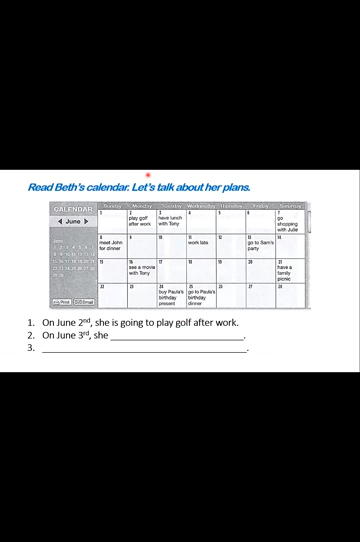 Read Beth's calendar. Let's talk about her plans.
CALENDAR
June
Sunday Monday Tuesday Wednesday Thursday Friday Saturday
1 2 3 4 5 6 7
play golf after work
have lunch with Tony
go shopping with Julie
8 9 10 11 12 13 14
meet John for dinner
work late
go to Sam's party
15 16 17 18 19 20 21
see a movie with Tony
have a family picnic
22 23 24 25 26 27 28
buy Paula's birthday present
go to Paula's birthday dinner
Print Email
1. On June 2nd, she is going to play golf after work.
2. On June 3rd, she ____________________.
3. ____________________.